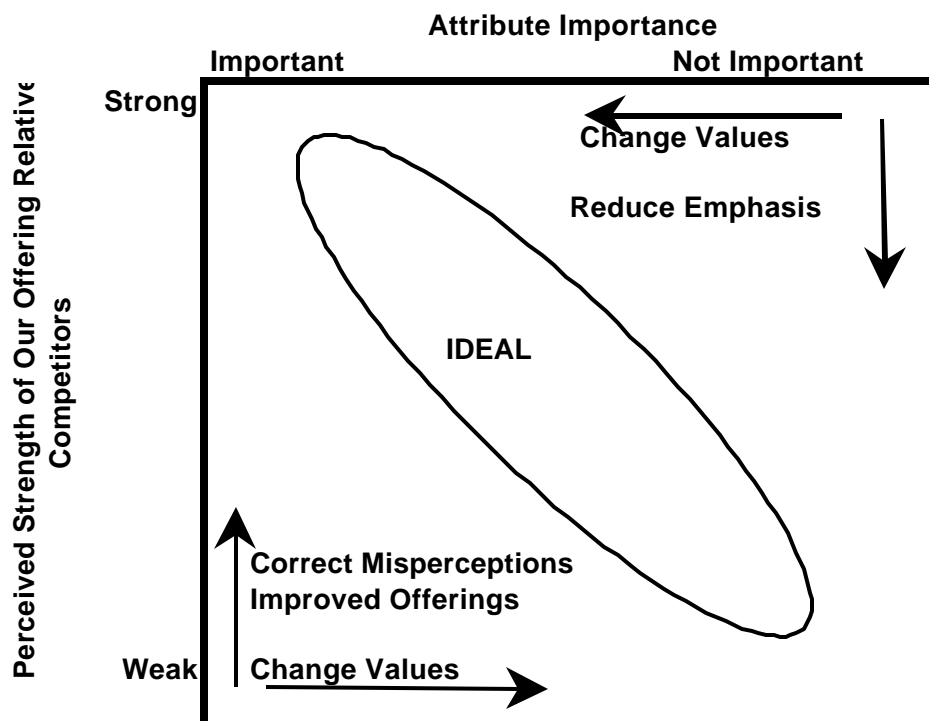 Attribute Importance
Important Not Important
Strong
Change Values
Reduce Emphasis
Perceived Strength of Our Offering Relative
Competitors
IDEAL
Correct Misperceptions
Improved Offerings
Weak
Change Values